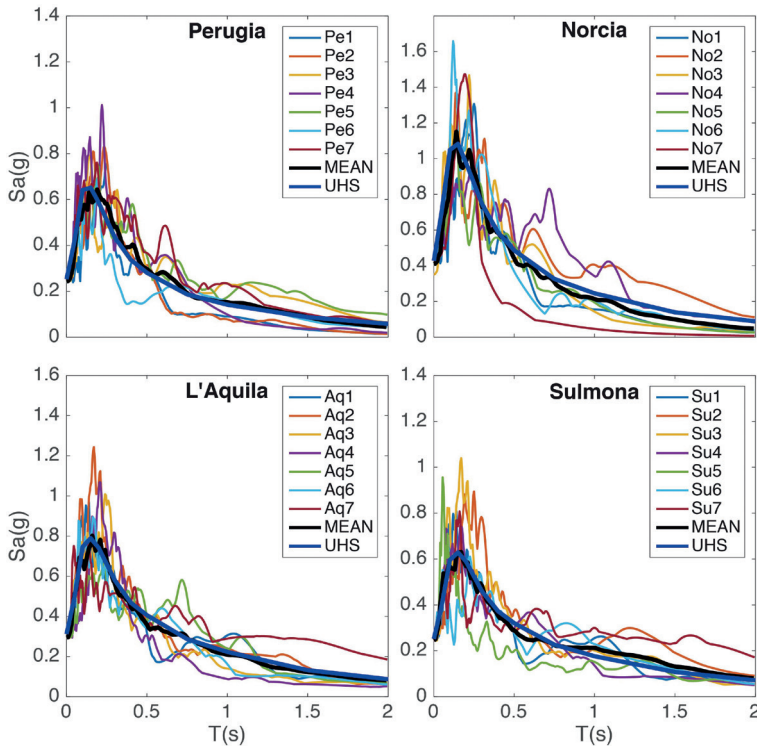 Perugia
Sa(g)
1.4
1.2
1
0.8
0.6
0.4
0.2
0
Pe1
Pe2
Pe3
Pe4
Pe5
Pe6
Pe7
MEAN
UHS
Norcia
1.8
1.6
1.4
1.2
1
0.8
0.6
0.4
0.2
0
No1
No2
No3
No4
No5
No6
No7
MEAN
UHS
L'Aquila
Sa(g)
1.6
1.4
1.2
1
0.8
0.6
0.4
0.2
0
Aq1
Aq2
Aq3
Aq4
Aq5
Aq6
Aq7
MEAN
UHS
0 0.5 1 1.5 2
T(s)
Sulmona
1.4
1.2
1
0.8
0.6
0.4
0.2
0
Su1
Su2
Su3
Su4
Su5
Su6
Su7
MEAN
UHS
0 0.5 1 1.5 2
T(s)